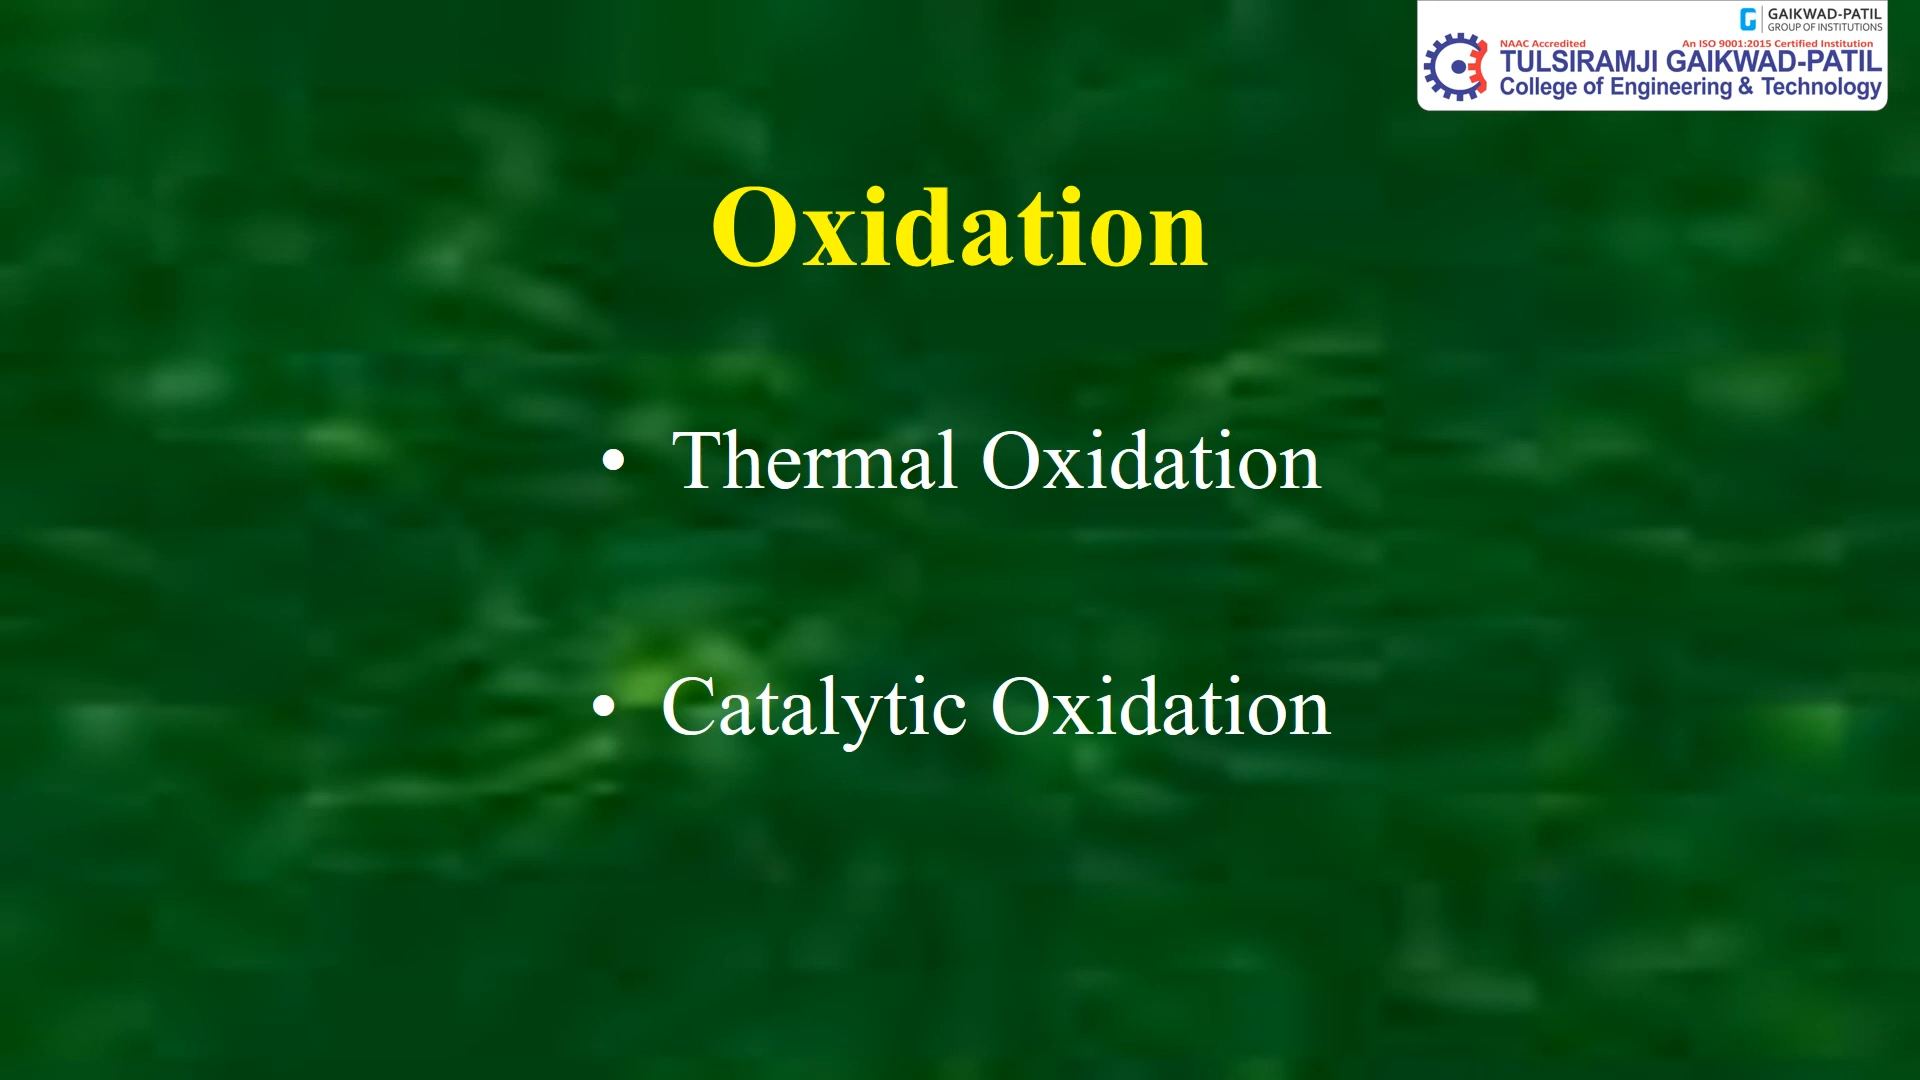 GAIKWAD-PATIL
GROUP OF INSTITUTIONS
NAAC Accredited An ISO 9001:2015 Certified Institution
TULSIRAMJI GAIKWAD-PATIL
College of Engineering & Technology
Oxidation
• Thermal Oxidation
• Catalytic Oxidation